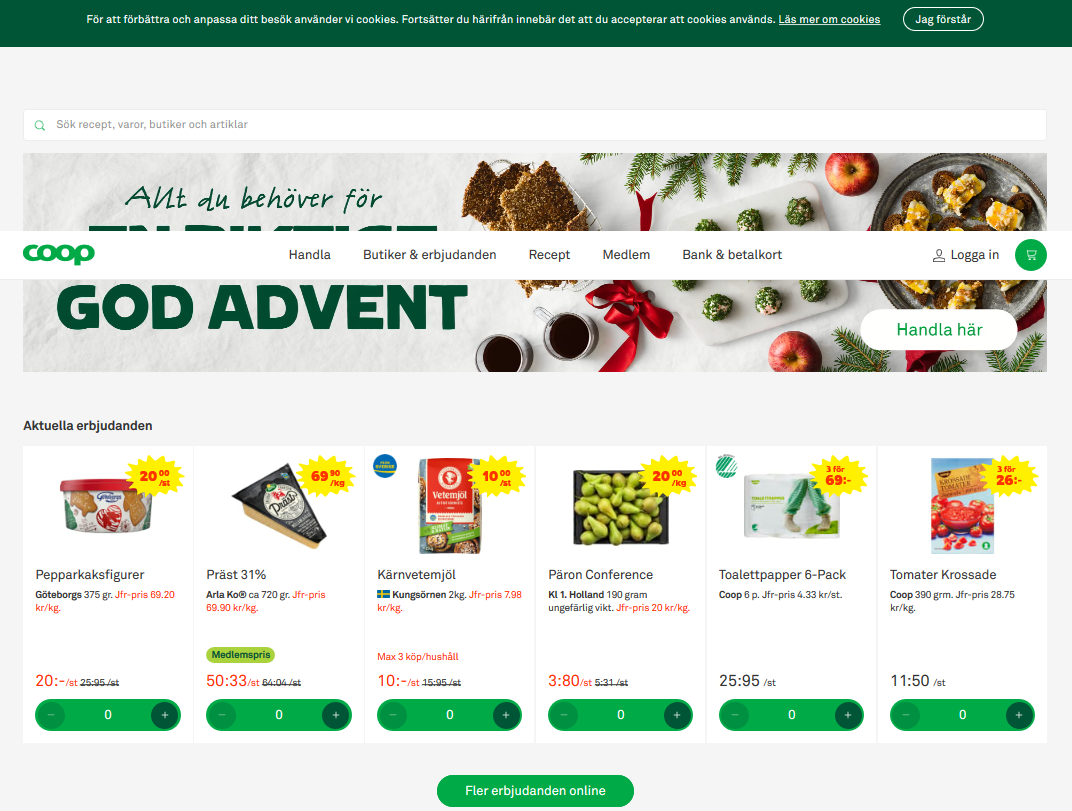 För att förbättra och anpassa ditt besök använder vi cookies. Fortsätter du härifrån innebär det att du accepterar att cookies används. Läs mer om cookies
Jag förstår
Sök recept, varor, butiker och artiklar
Allt du behöver för
coop
Handla
Butiker & erbjudanden
Recept
Medlem
Bank & betalkort
Logga in
GOD ADVENT
Handla här
Aktuella erbjudanden
20 00 /st
Göteborgs
Pepparkaksfigurer
Göteborgs 375 gr. Jfr-pris 69.20
kr/kg.
20:-/st 25:95 /st
0
69 90 /kg
Präst
Präst 31%
Arla Ko® ca 720 gr. Jfr-pris
69.90 kr/kg.
Medlemspris
50:33/st 64:04 /st
0
FRÅN SVERIGE
10 00 /st
Vetemjöl
Kärnvetemjöl
Kungsörnen 2kg. Jfr-pris 7.98
kr/kg.
Max 3 köp/hushåll
10:-/st 15:95 /st
0
20 00 /kg
Päron Conference
Kl 1. Holland 190 gram
ungefärlig vikt. Jfr-pris 20 kr/kg.
3:80/st 5:31 /st
0
3 för
69:-
Toalettpapper 6-Pack
Coop 6 p. Jfr-pris 4.33 kr/st.
25:95 /st
0
3 för
26:-
KROSSADE
TOMATER
Tomater Krossade
Coop 390 grm. Jfr-pris 28.75
kr/kg.
11:50 /st
0
Fler erbjudanden online